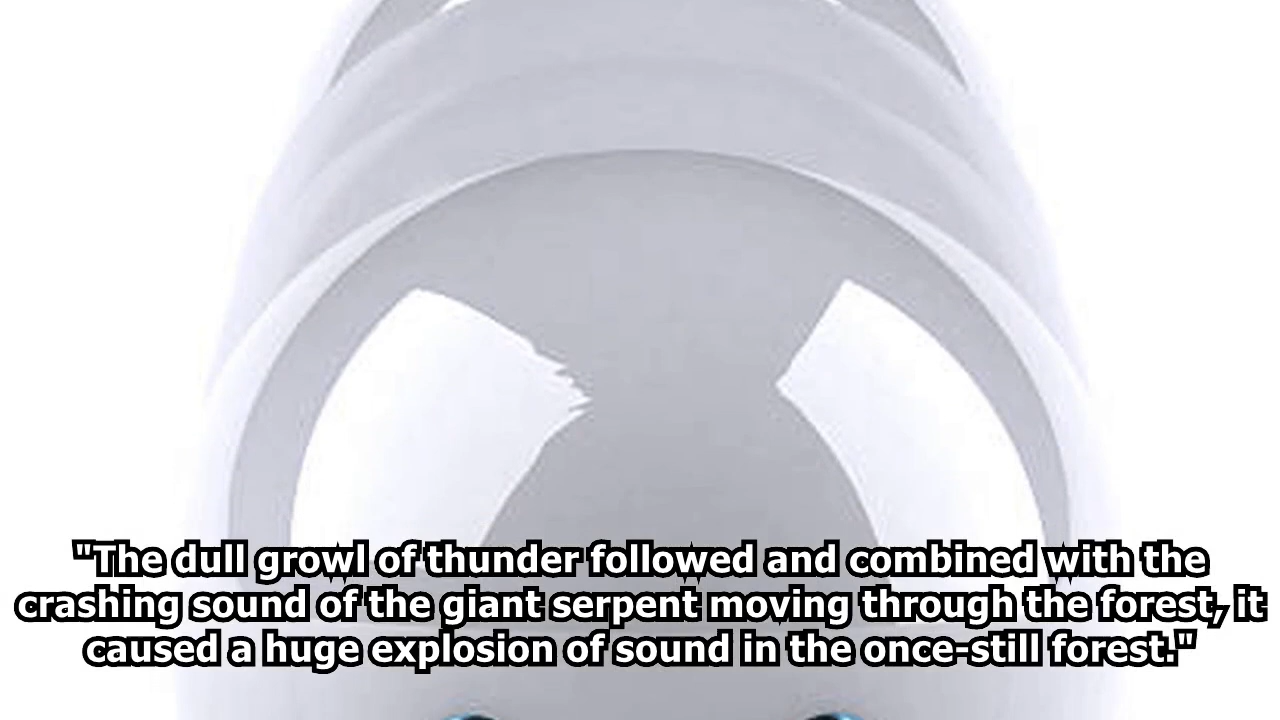 "The dull growl of thunder followed and combined with the
crashing sound of the giant serpent moving through the forest, it
caused a huge explosion of sound in the once-still forest."